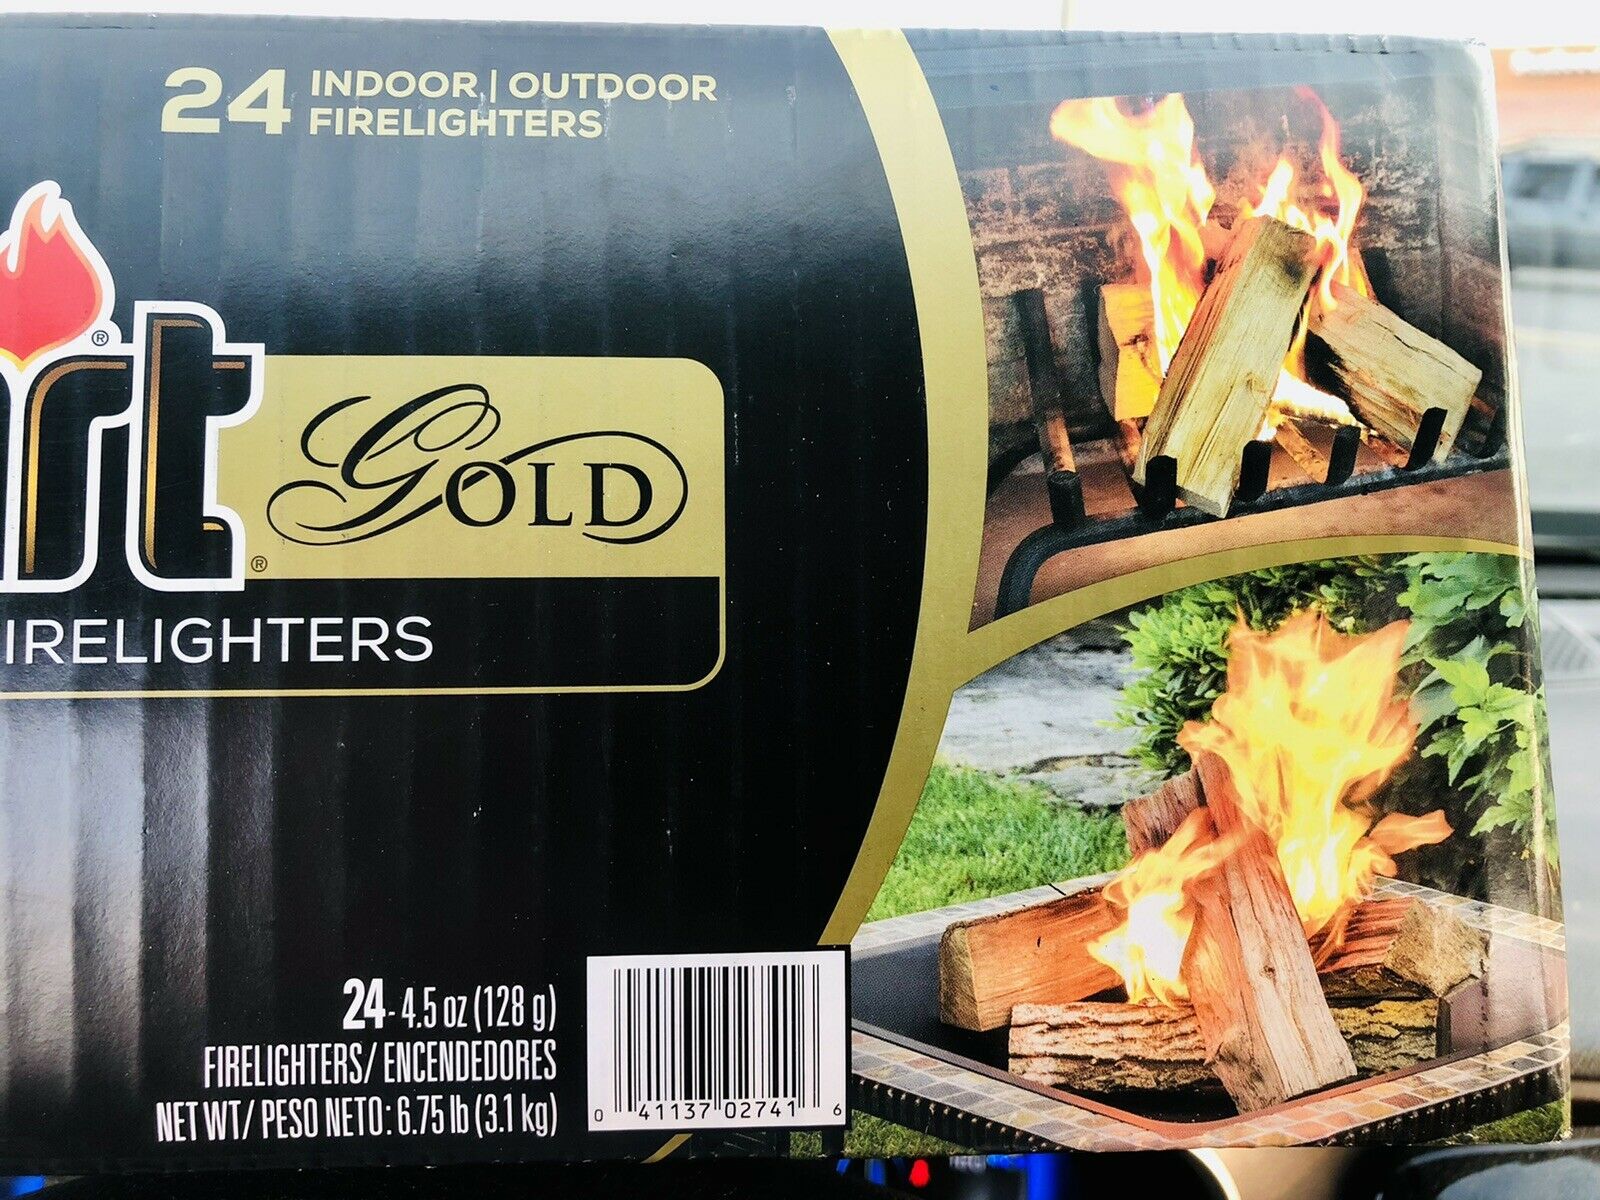 24 INDOOR | OUTDOOR
FIRELIGHTERS
®
rt GOLD
®
FIRELIGHTERS
24 - 4.5 oz (128 g)
FIRELIGHTERS/ ENCENDEDORES
NET WT/ PESO NETO: 6.75 lb (3.1 kg)
0 41137 02741 6